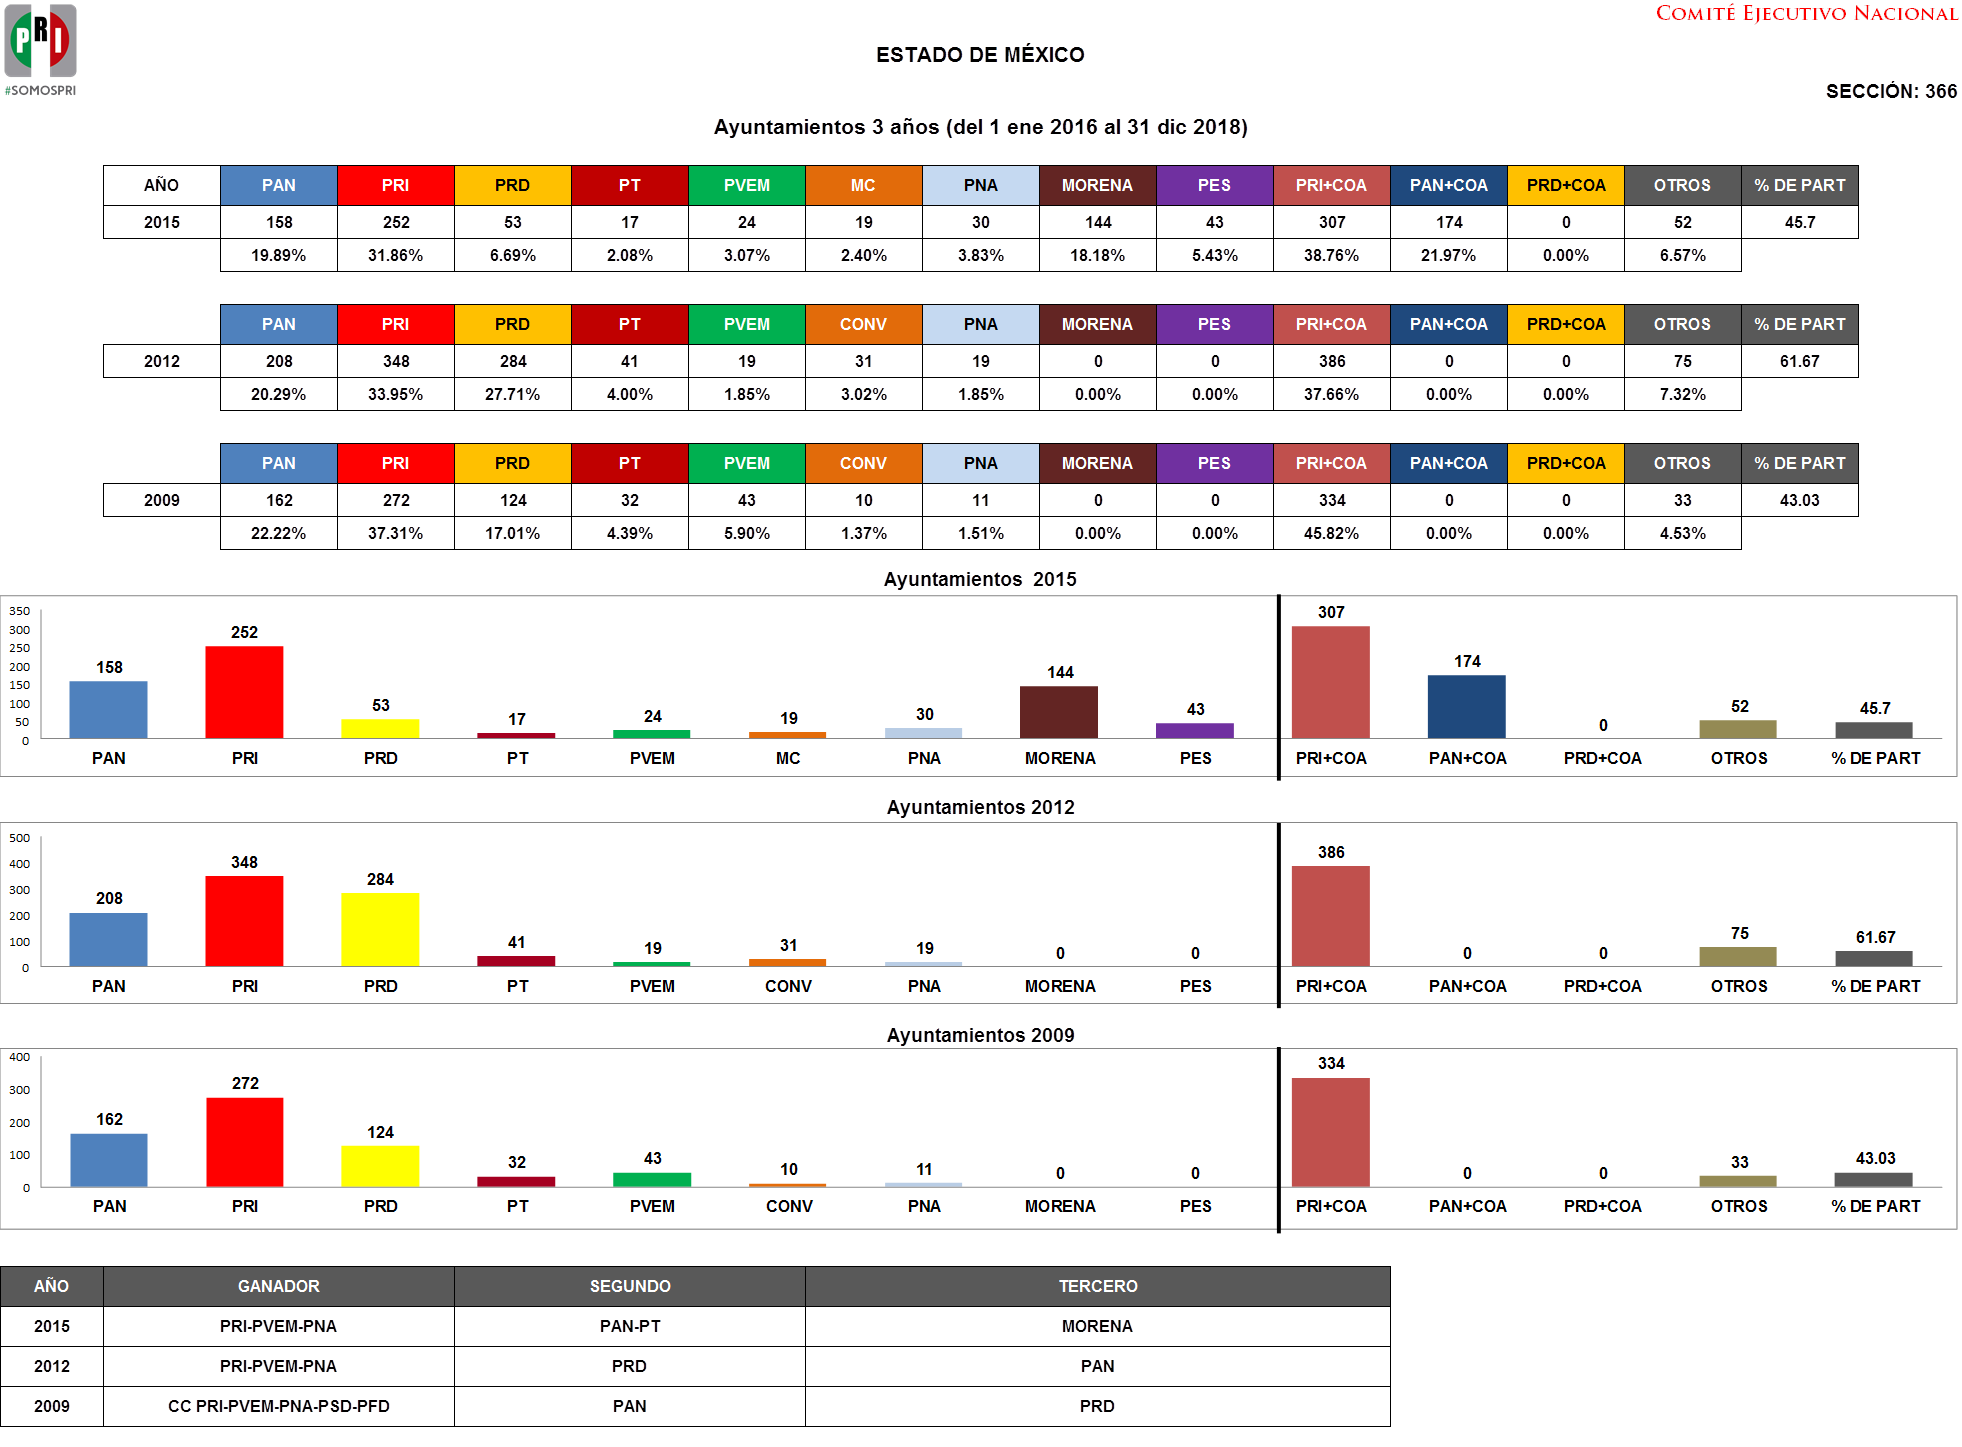 PRI
#SOMOSPRI
COMITÉ EJECUTIVO NACIONAL
ESTADO DE MÉXICO
SECCIÓN: 366
Ayuntamientos 3 años (del 1 ene 2016 al 31 dic 2018)
AÑO PAN PRI PRD PT PVEM MC PNA MORENA PES PRI+COA PAN+COA PRD+COA OTROS % DE PART
2015 158 252 53 17 24 19 30 144 43 307 174 0 52 45.7
19.89% 31.86% 6.69% 2.08% 3.07% 2.40% 3.83% 18.18% 5.43% 38.76% 21.97% 0.00% 6.57%
PAN PRI PRD PT PVEM CONV PNA MORENA PES PRI+COA PAN+COA PRD+COA OTROS % DE PART
2012 208 348 284 41 19 31 19 0 0 386 0 0 75 61.67
20.29% 33.95% 27.71% 4.00% 1.85% 3.02% 1.85% 0.00% 0.00% 37.66% 0.00% 0.00% 7.32%
PAN PRI PRD PT PVEM CONV PNA MORENA PES PRI+COA PAN+COA PRD+COA OTROS % DE PART
2009 162 272 124 32 43 10 11 0 0 334 0 0 33 43.03
22.22% 37.31% 17.01% 4.39% 5.90% 1.37% 1.51% 0.00% 0.00% 45.82% 0.00% 0.00% 4.53%
Ayuntamientos 2015
350
300
250
200
150
100
50
0
158 252 53 17 24 19 30 144 43 307 174 0 52 45.7
PAN PRI PRD PT PVEM MC PNA MORENA PES PRI+COA PAN+COA PRD+COA OTROS % DE PART
Ayuntamientos 2012
500
400
300
200
100
0
208 348 284 41 19 31 19 0 0 386 0 0 75 61.67
PAN PRI PRD PT PVEM CONV PNA MORENA PES PRI+COA PAN+COA PRD+COA OTROS % DE PART
Ayuntamientos 2009
400
300
200
100
0
162 272 124 32 43 10 11 0 0 334 0 0 33 43.03
PAN PRI PRD PT PVEM CONV PNA MORENA PES PRI+COA PAN+COA PRD+COA OTROS % DE PART
AÑO GANADOR SEGUNDO TERCERO
2015 PRI-PVEM-PNA PAN-PT MORENA
2012 PRI-PVEM-PNA PRD PAN
2009 CC PRI-PVEM-PNA-PSD-PFD PAN PRD